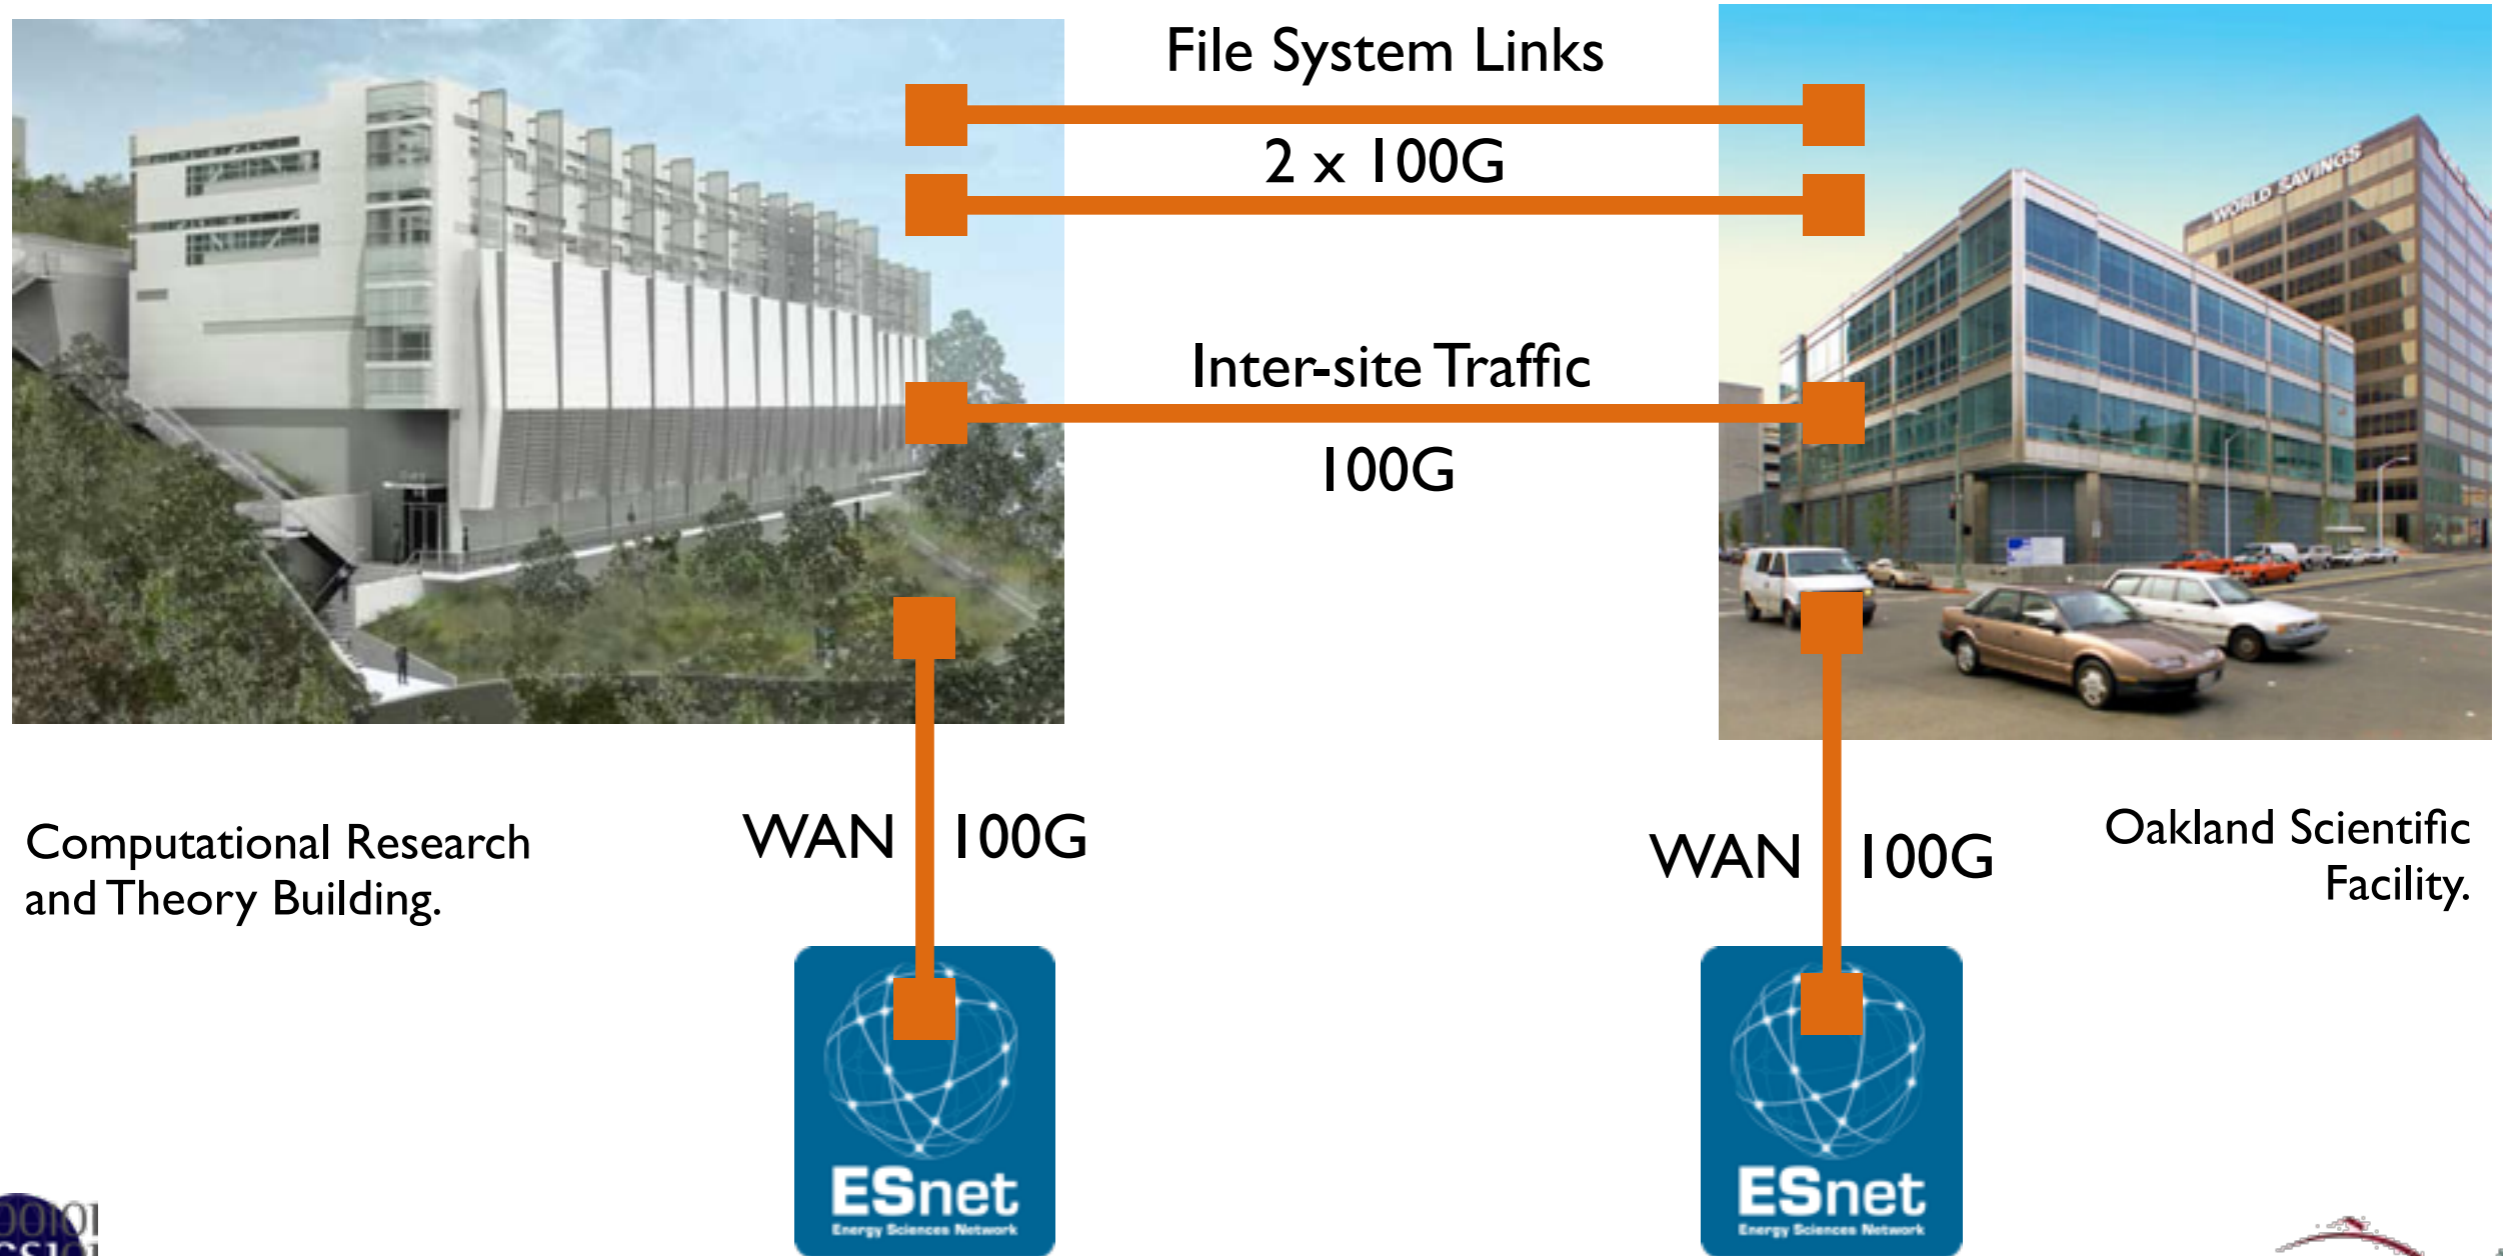 File System Links
2 x 100G
WORLD SAVINGS
Inter-site Traffic
100G
Computational Research
and Theory Building.
WAN
100G
WAN
100G
Oakland Scientific
Facility.
ESnet
Energy Sciences Network
ESnet
Energy Sciences Network